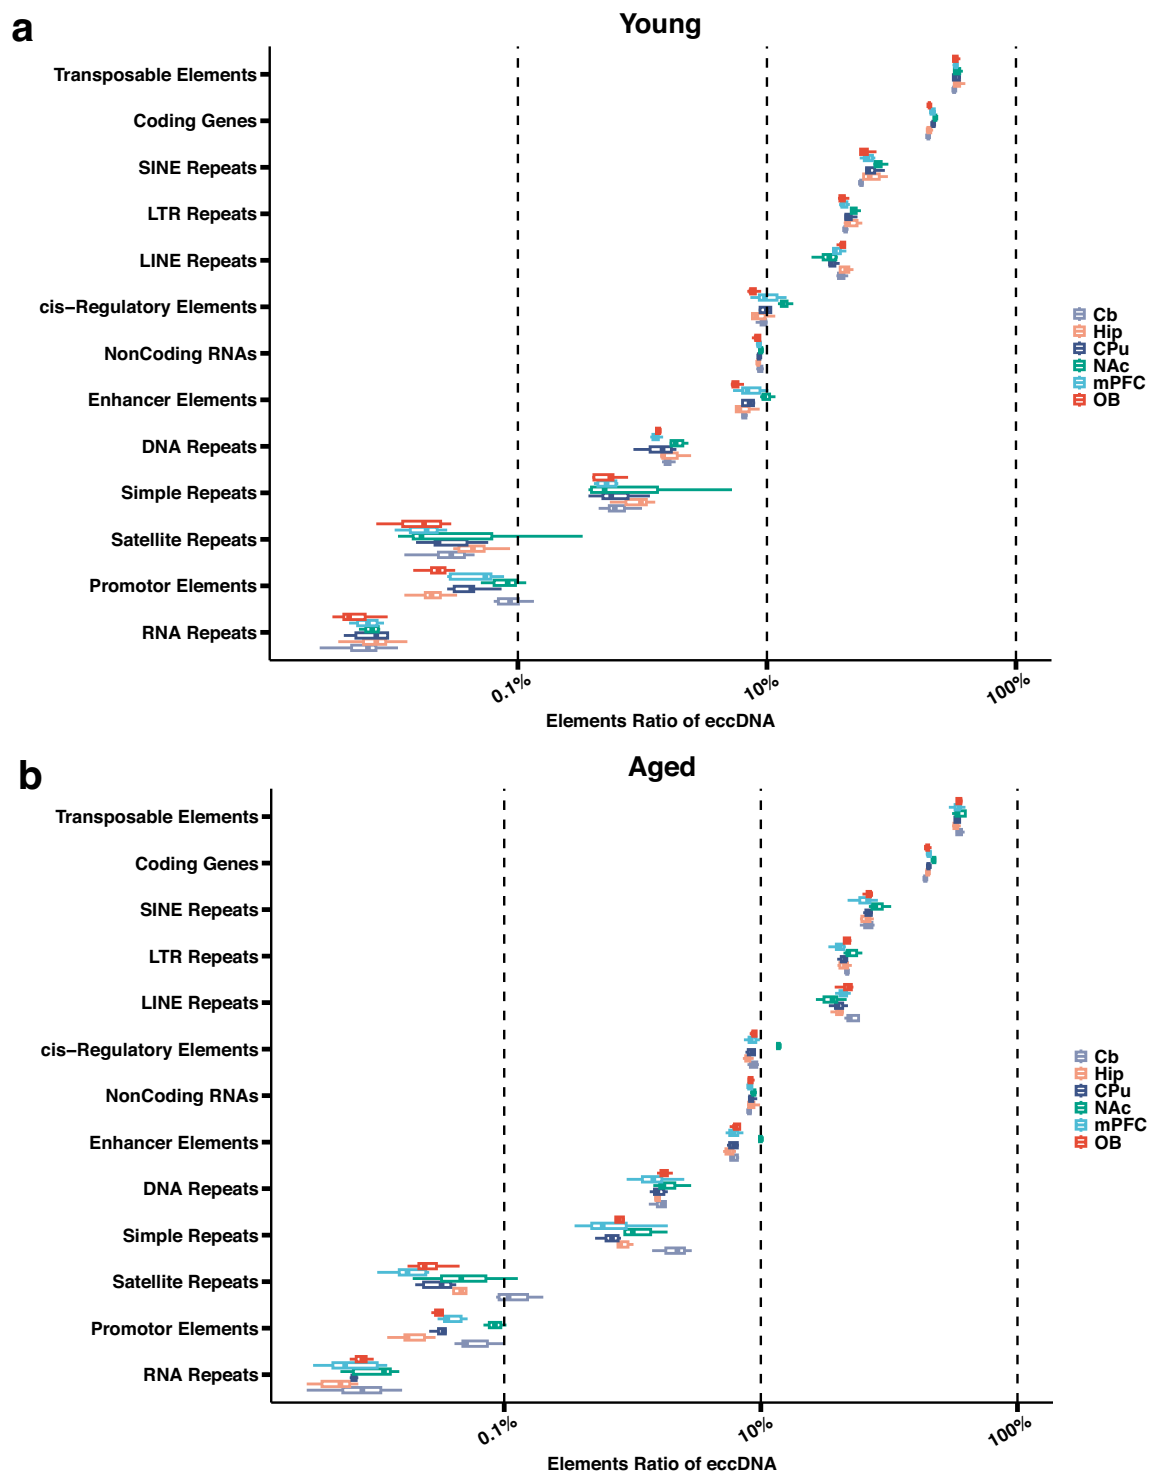 a
Young
Transposable Elements
Coding Genes
SINE Repeats
LTR Repeats
LINE Repeats
cis−Regulatory Elements
NonCoding RNAs
Enhancer Elements
DNA Repeats
Simple Repeats
Satellite Repeats
Promotor Elements
RNA Repeats
Cb
Hip
CPu
NAc
mPFC
OB
0.1%
10%
100%
Elements Ratio of eccDNA
b
Aged
Transposable Elements
Coding Genes
SINE Repeats
LTR Repeats
LINE Repeats
cis−Regulatory Elements
NonCoding RNAs
Enhancer Elements
DNA Repeats
Simple Repeats
Satellite Repeats
Promotor Elements
RNA Repeats
Cb
Hip
CPu
NAc
mPFC
OB
0.1%
10%
100%
Elements Ratio of eccDNA